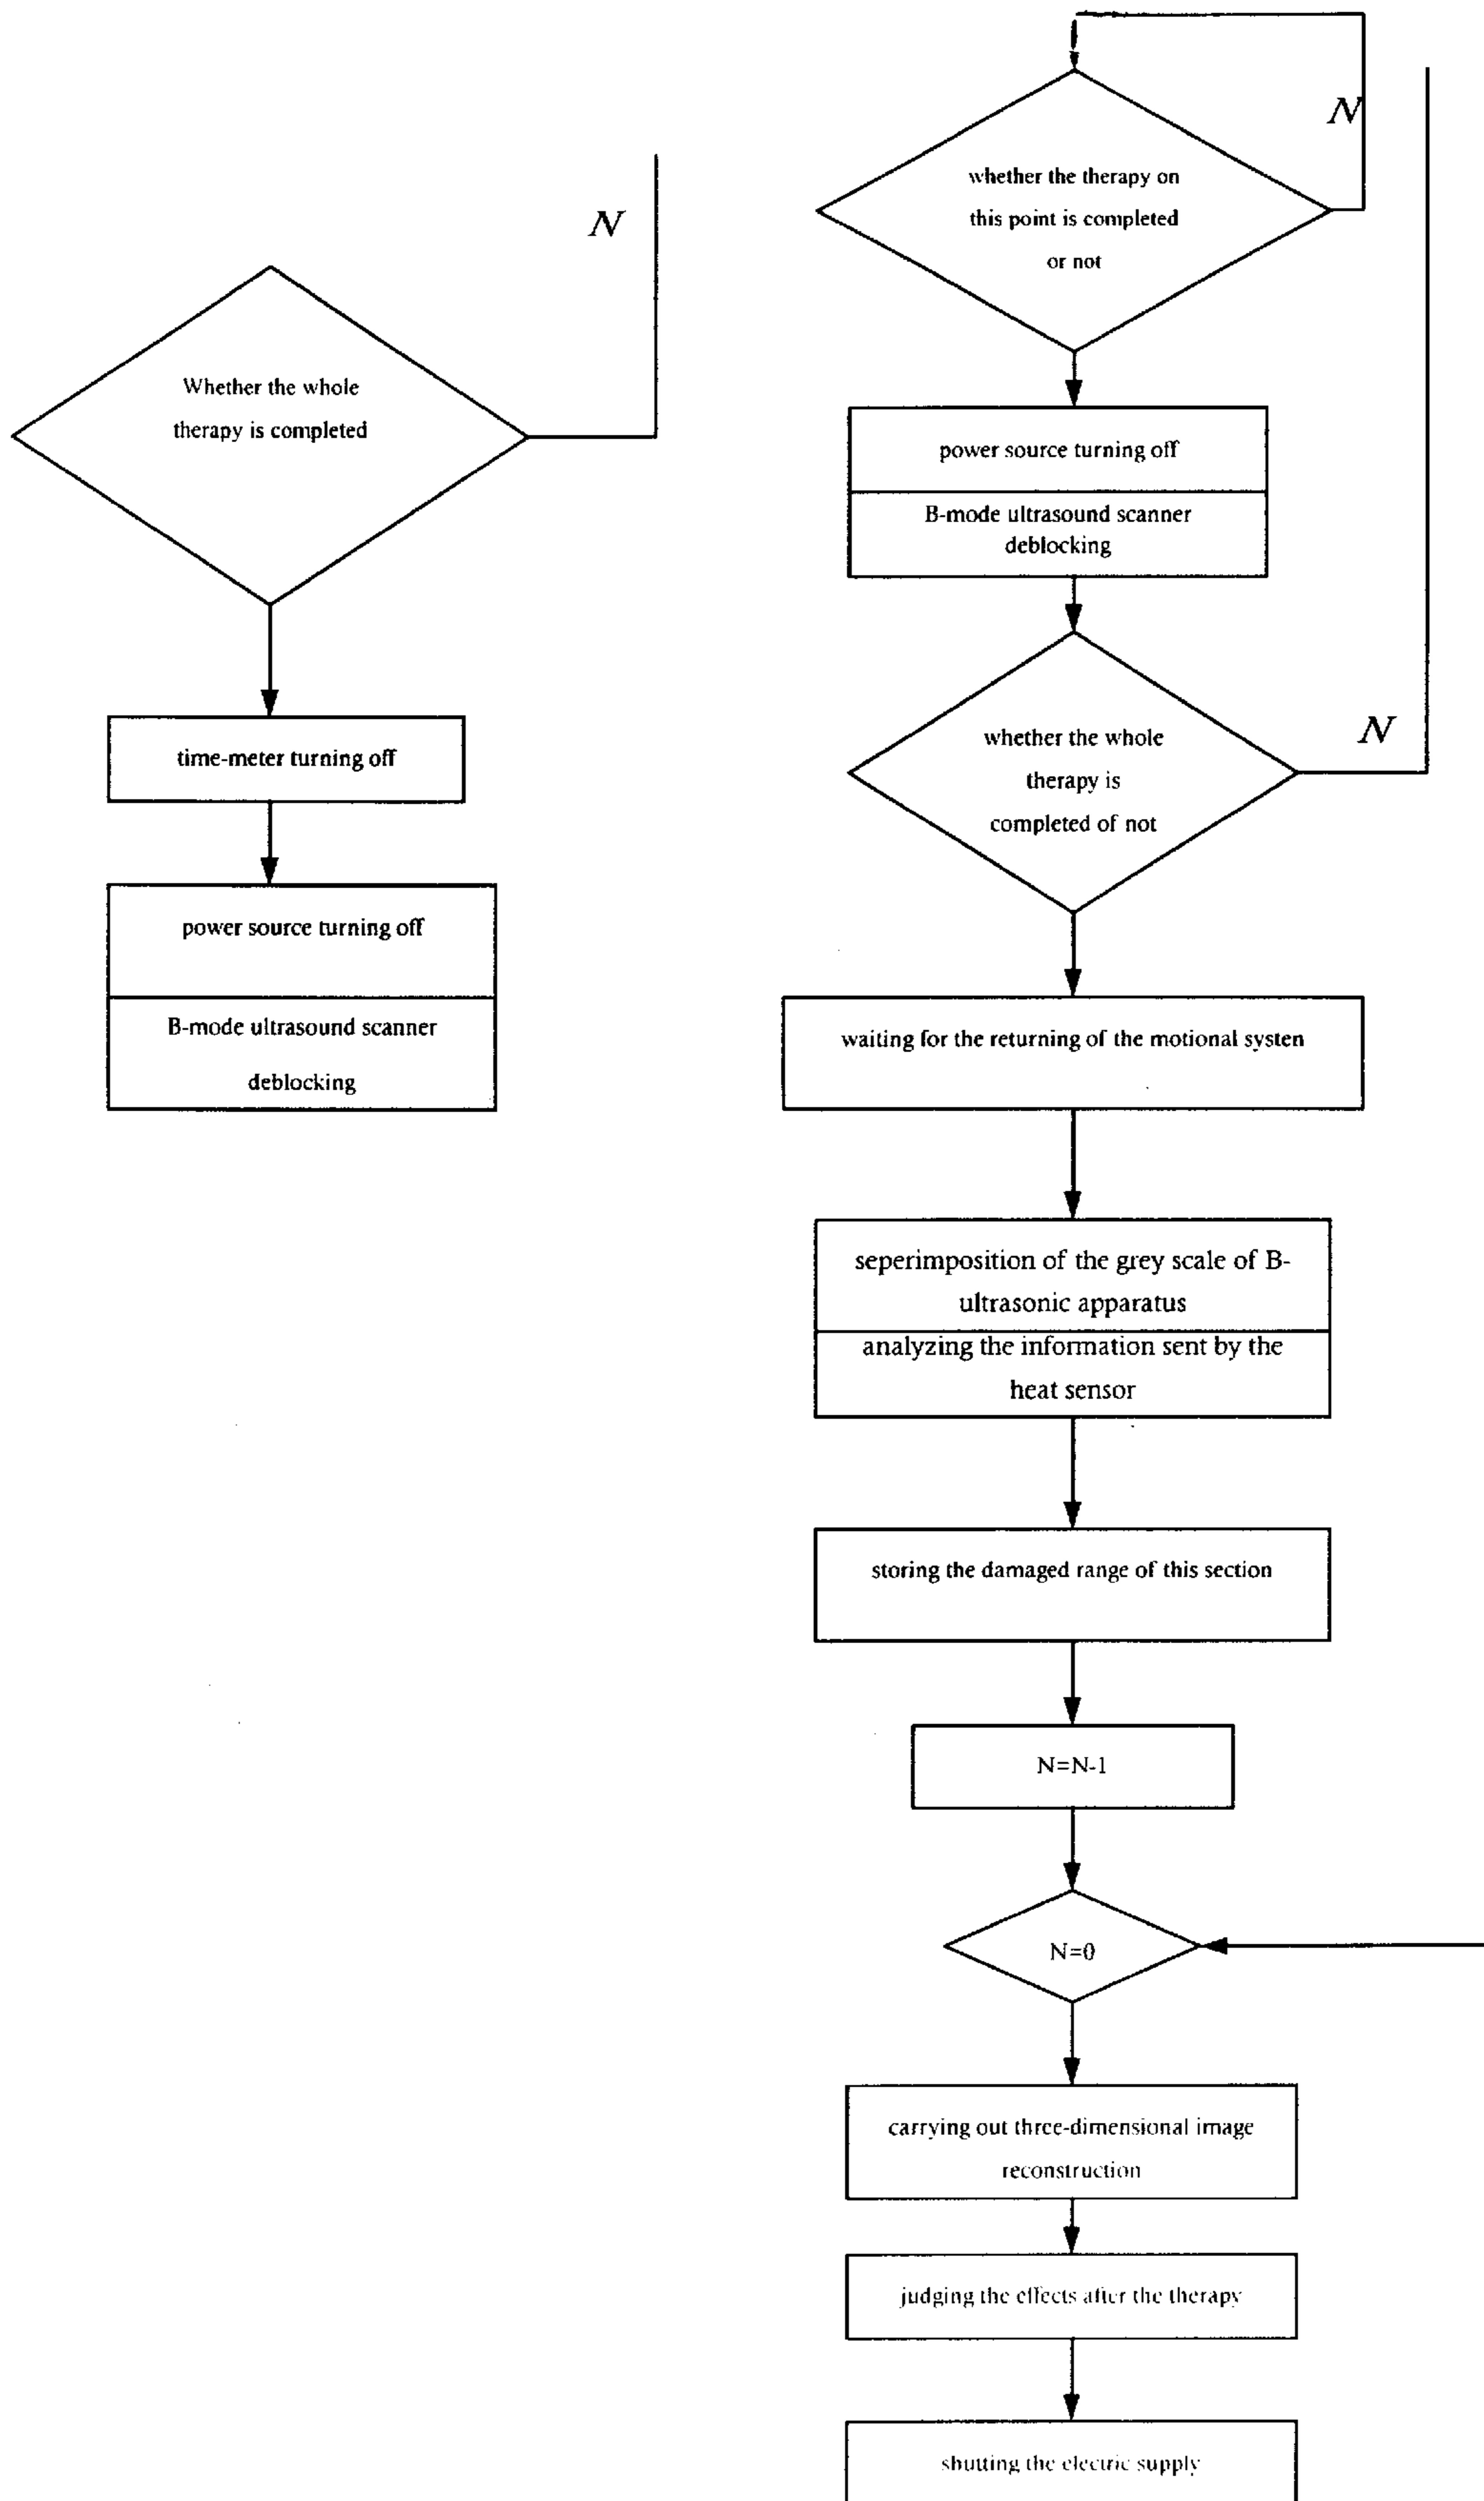 N
Whether the whole
therapy is completed
time-meter turning off
power source turning off
B-mode ultrasound scanner
deblocking
N
whether the therapy on
this point is completed
or not
power source turning off
B-mode ultrasound scanner
deblocking
N
whether the whole
therapy is
completed of not
waiting for the returning of the motional systen
seperimposition of the grey scale of B-
ultrasonic apparatus
analyzing the information sent by the
heat sensor
storing the damaged range of this section
N=N-1
N=0
carrying out three-dimensional image
reconstruction
judging the effects after the therapy
shutting the electric supply